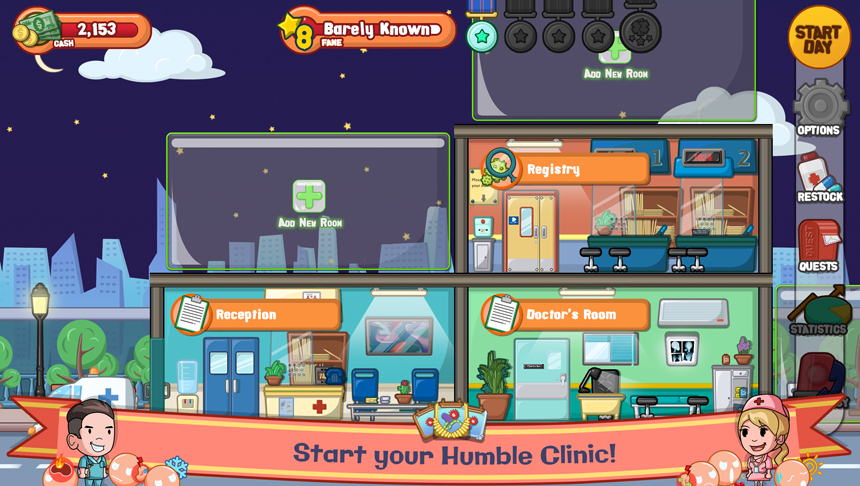 2,153
CASH
8
Barely Known
FAME
START
DAY
ADD NEW ROOM
OPTIONS
Registry
1
2
RESTOCK
ADD NEW ROOM
QUESTS
Reception
Doctor's Room
STATISTICS
Start your Humble Clinic!